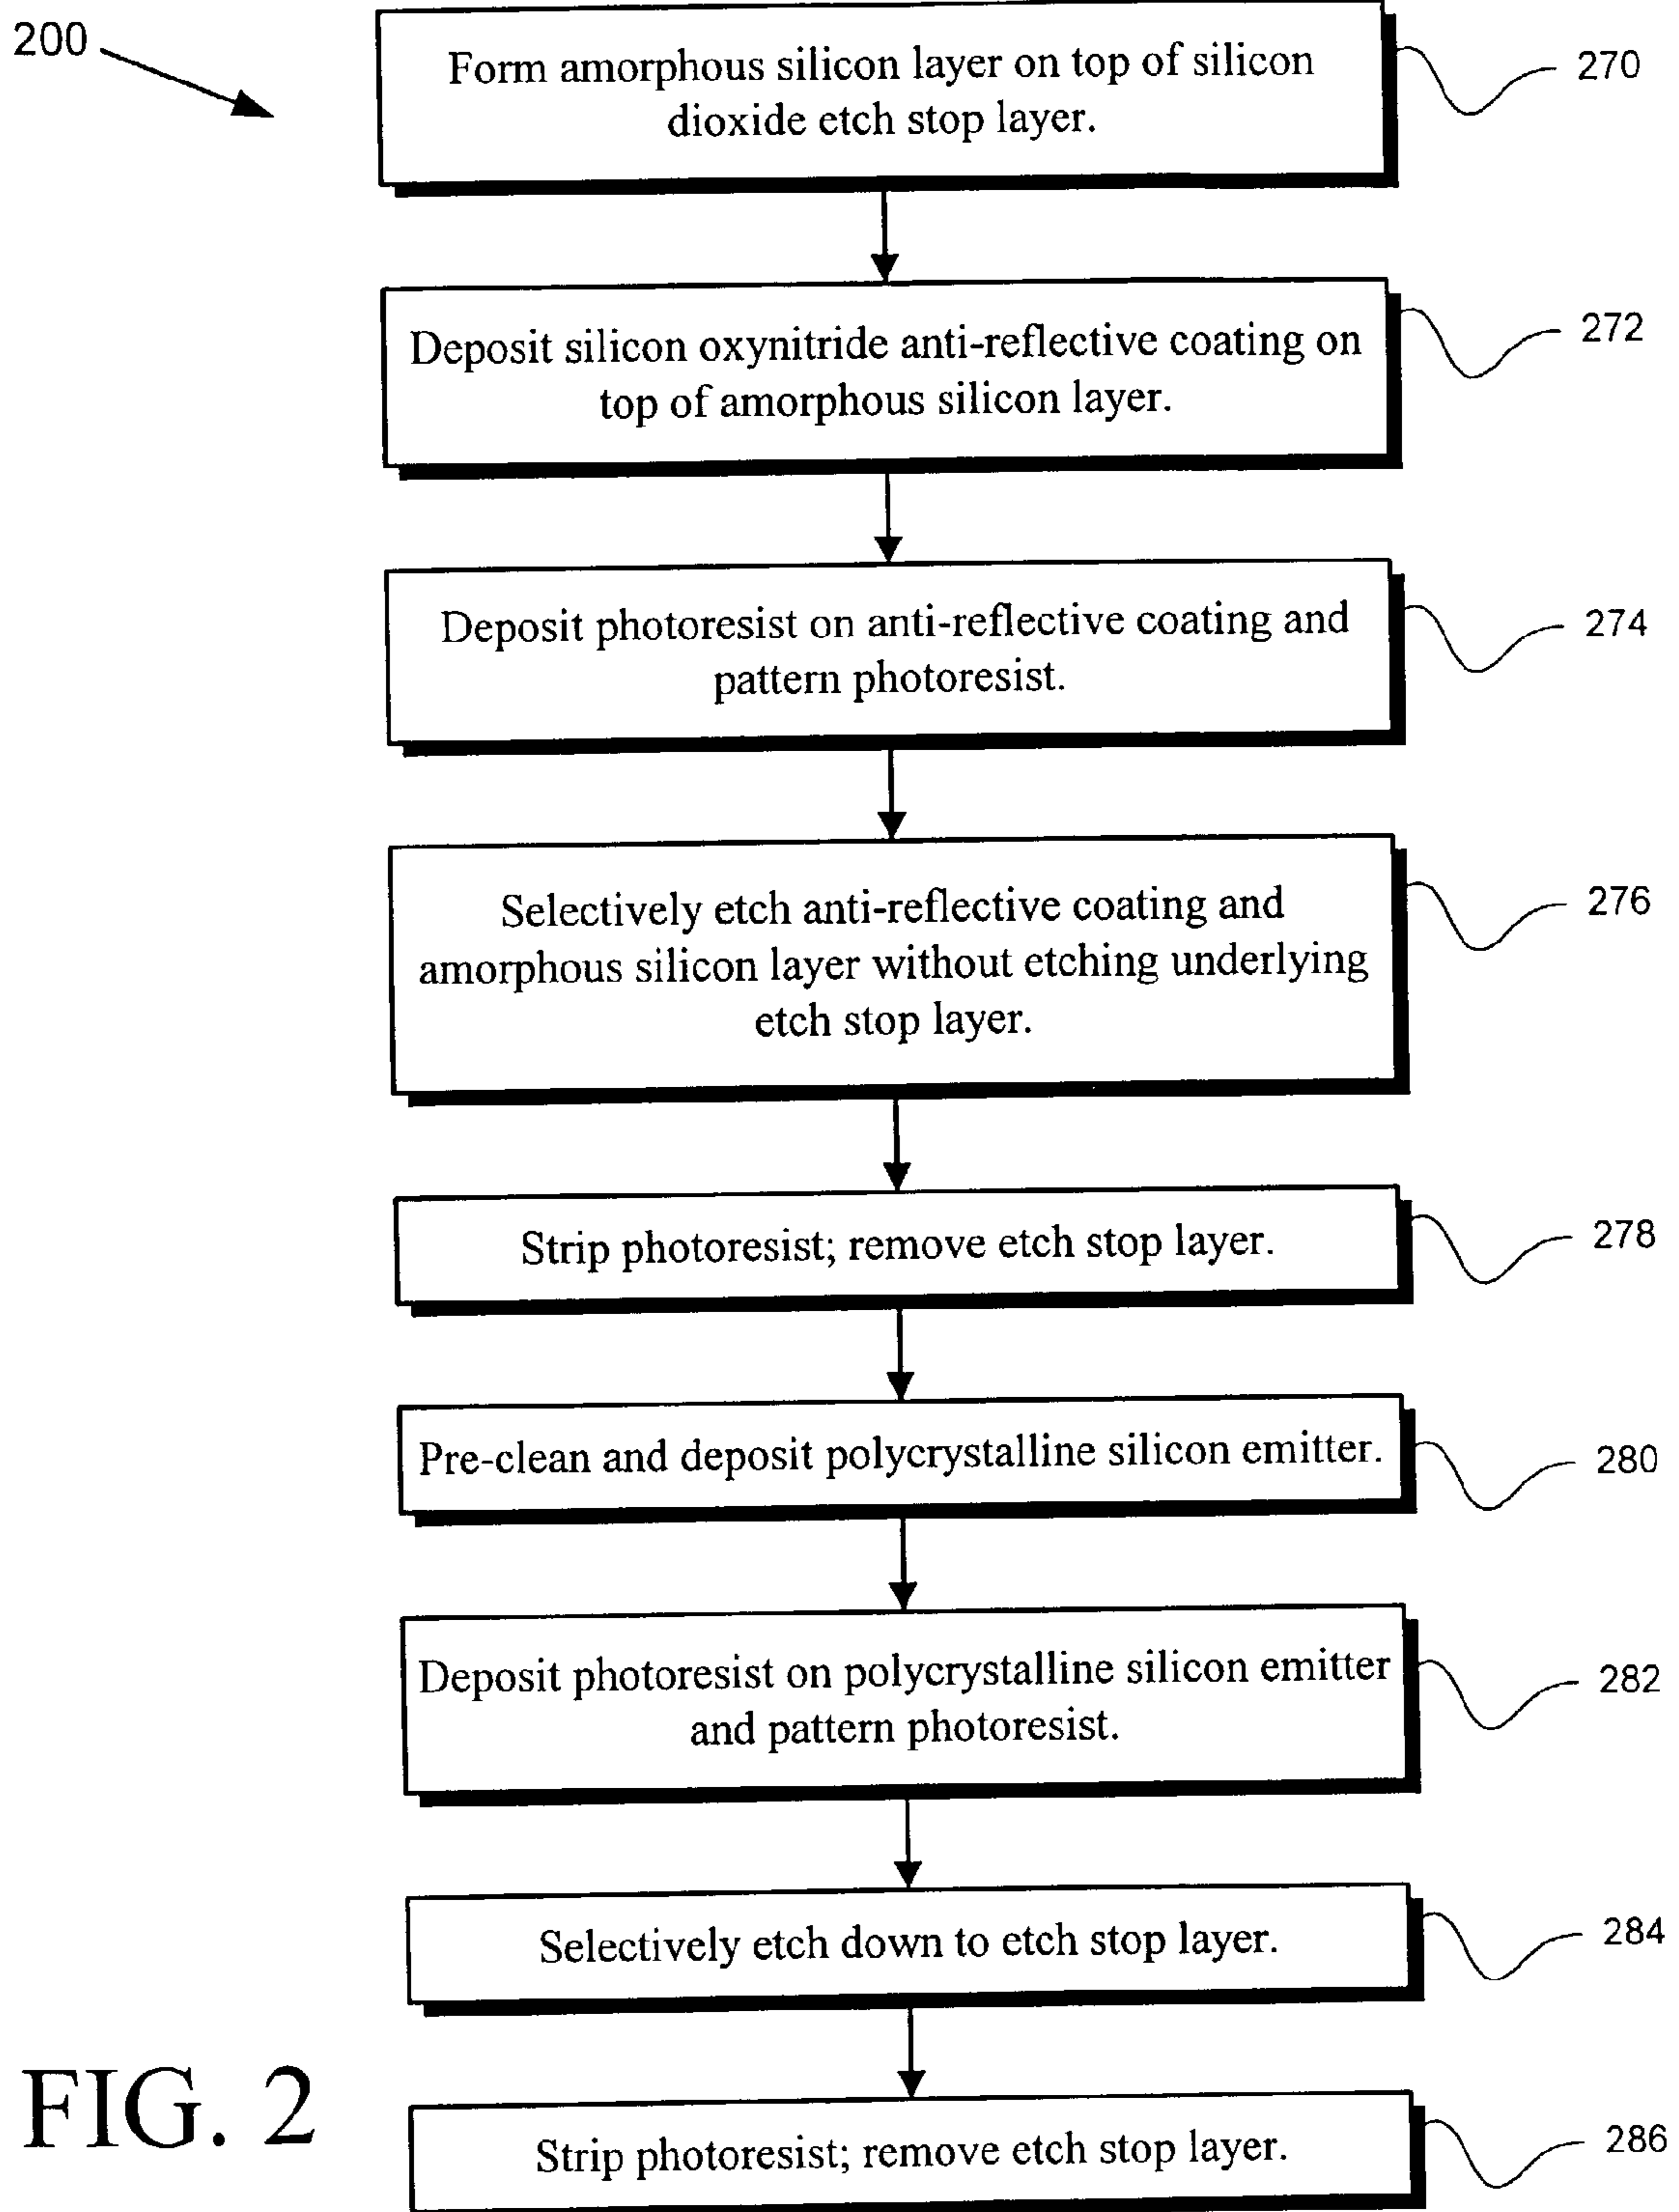 200
Form amorphous silicon layer on top of silicon
dioxide etch stop layer.
270
Deposit silicon oxynitride anti-reflective coating on
top of amorphous silicon layer.
272
Deposit photoresist on anti-reflective coating and
pattern photoresist.
274
Selectively etch anti-reflective coating and
amorphous silicon layer without etching underlying
etch stop layer.
276
Strip photoresist; remove etch stop layer.
278
Pre-clean and deposit polycrystalline silicon emitter.
280
Deposit photoresist on polycrystalline silicon emitter
and pattern photoresist.
282
Selectively etch down to etch stop layer.
284
Strip photoresist; remove etch stop layer.
286
FIG. 2